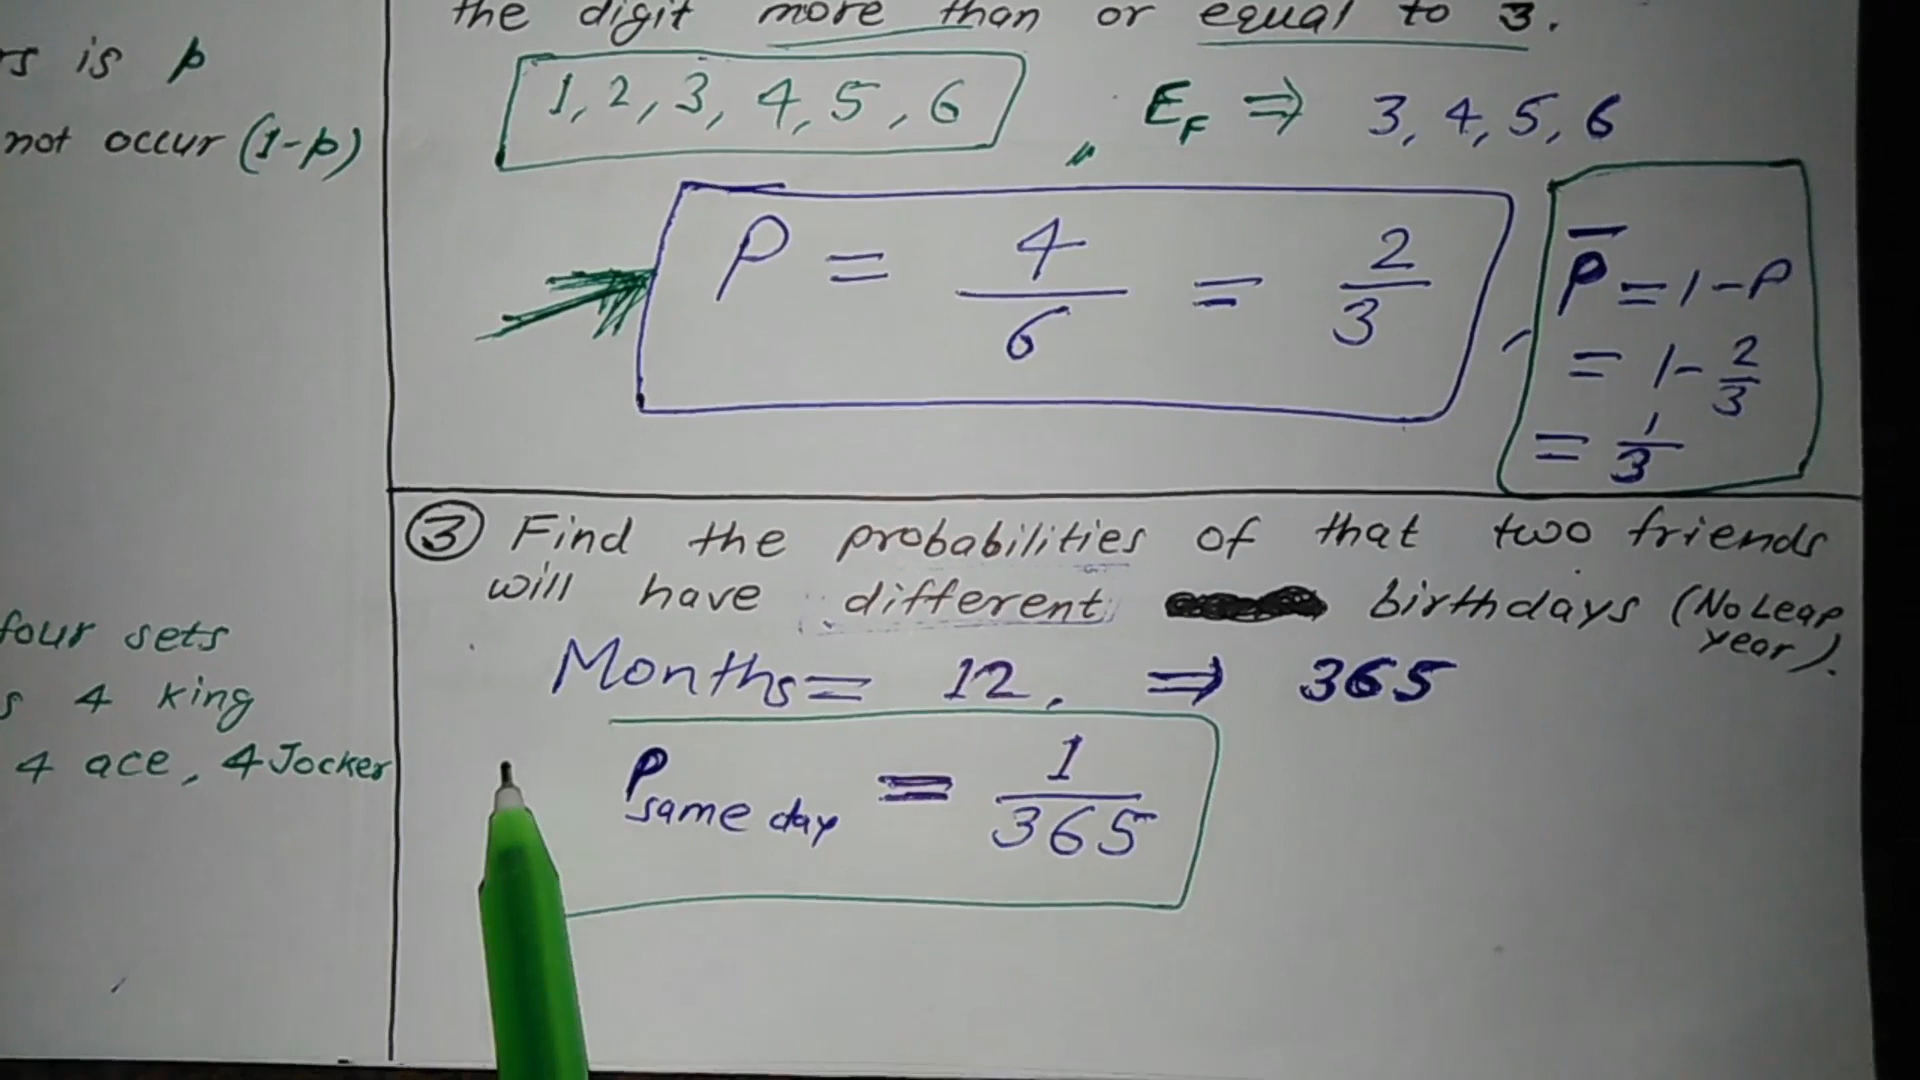 rs is p
not occur (1-p)
four sets
s 4 king
4 ace, 4 Jocker
the digit more than or equal to 3.
1, 2, 3, 4, 5, 6 , EF ⇒ 3, 4, 5, 6
P = 4/6 = 2/3
P̅ = 1-P
= 1- 2/3
= 1/3
③ Find the probabilities of that two friends
will have different birthdays (No Leap
year).
Months = 12, ⇒ 365
P same day = 1/365